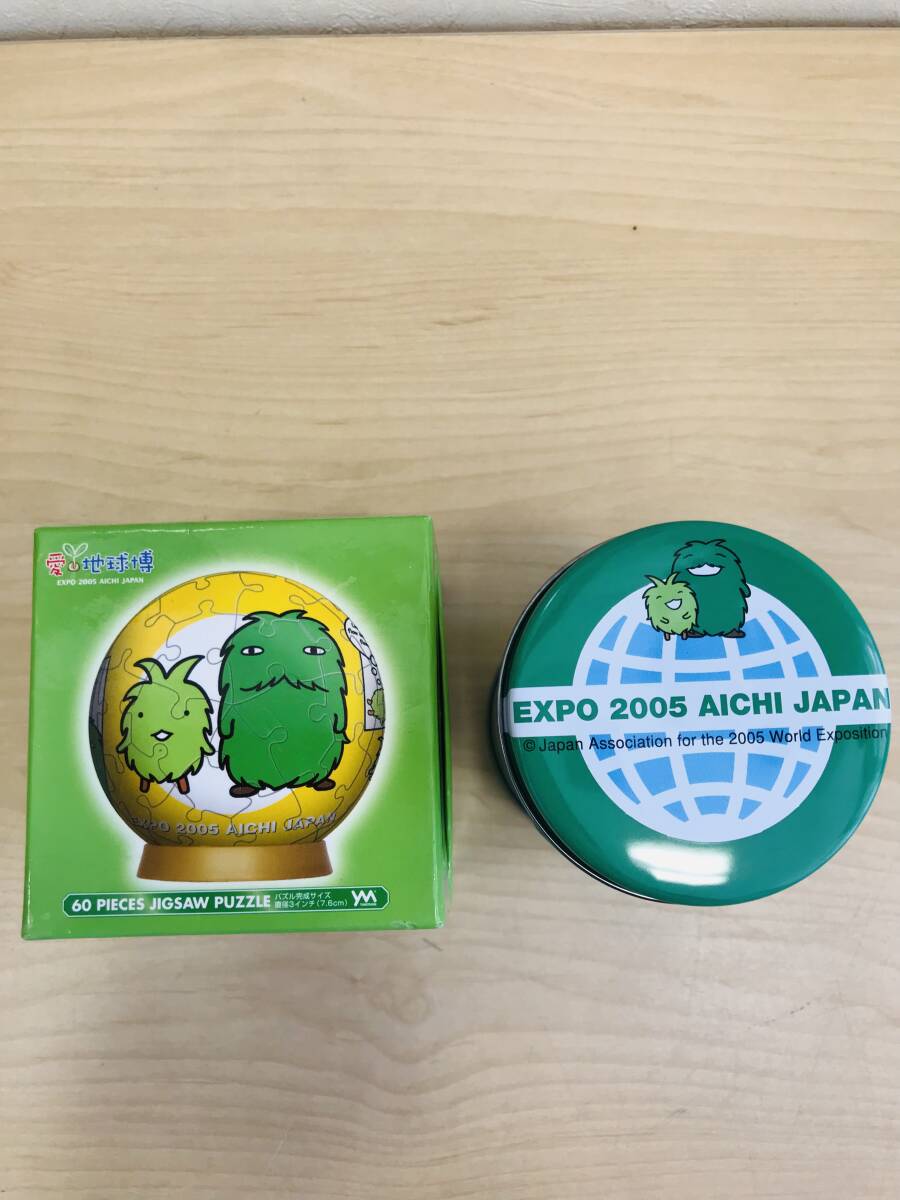 愛・地球博
EXPO 2005 AICHI JAPAN
EXPO 2005 AICHI JAPAN
60 PIECES JIGSAW PUZZLE
パズル完成サイズ
直径3インチ(7.6cm)
YM
EXPO 2005 AICHI JAPAN
© Japan Association for the 2005 World Exposition